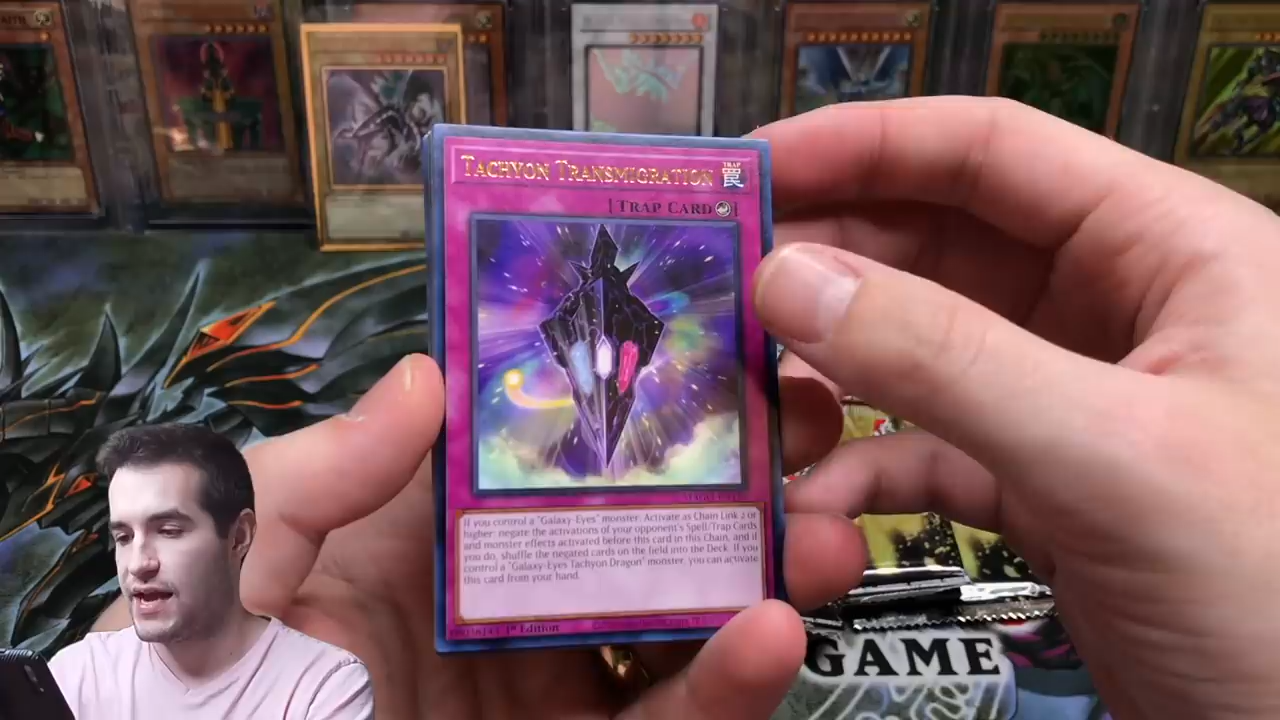 TACHYON TRANSMIGRATION
TRAP
罠
[TRAP CARD]
If you control a "Galaxy-Eyes" monster: Activate as Chain Link 2 or
higher; negate the activations of your opponent's Spell/Trap Cards
and monster effects activated before this card in this Chain, and if
you do, shuffle the negated cards on the field into the Deck. If you
control a "Galaxy-Eyes Tachyon Dragon" monster, you can activate
this card from your hand.
1st Edition
GAME